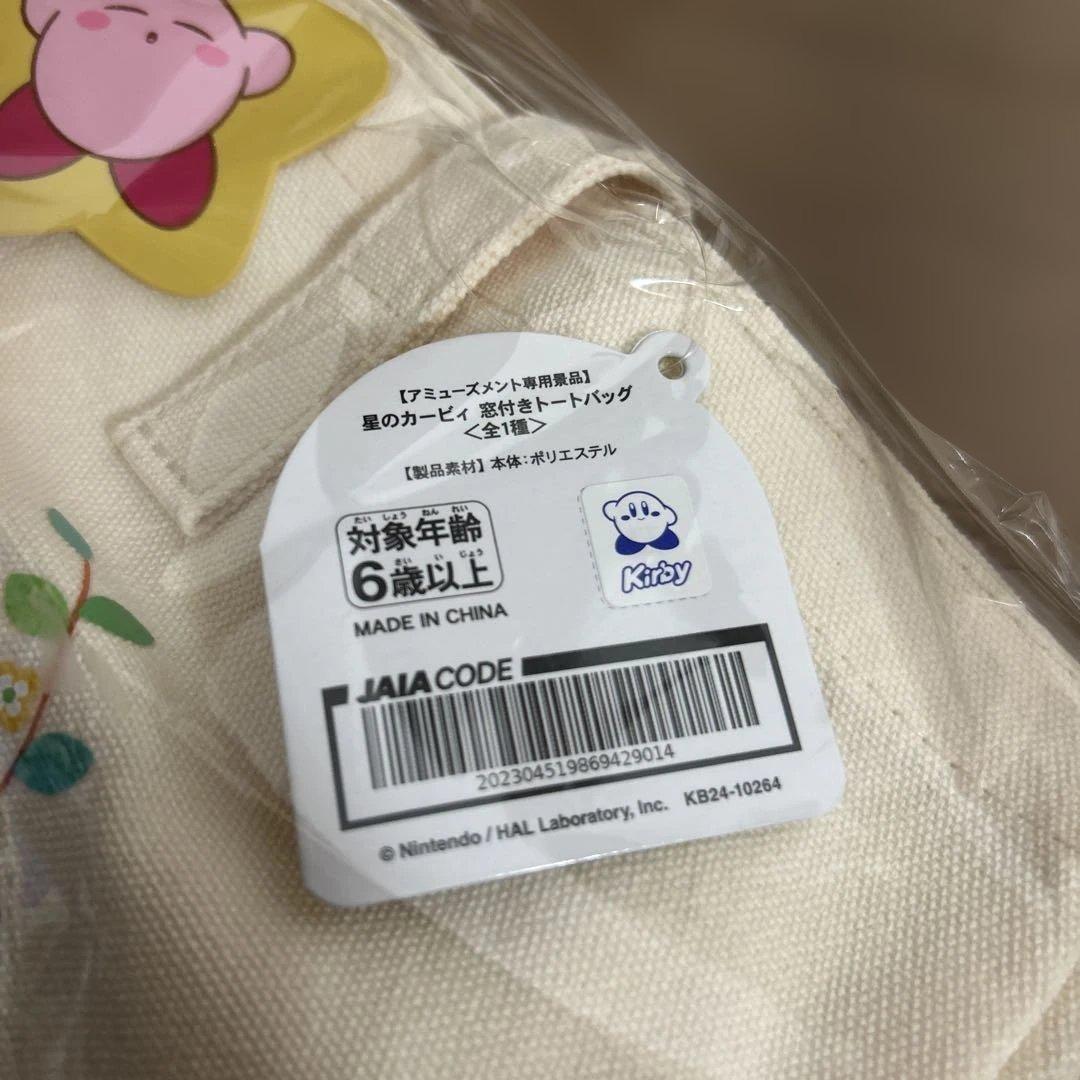 【アミューズメント専用景品】
星のカービィ 窓付きトートバッグ
<全1種>
【製品素材】本体:ポリエステル
たい しょう ねん れい
対象年齢
さい い じょう
6歳以上
Kirby
MADE IN CHINA
JAIA CODE
202304519869429014
© Nintendo / HAL Laboratory, Inc. KB24-10264